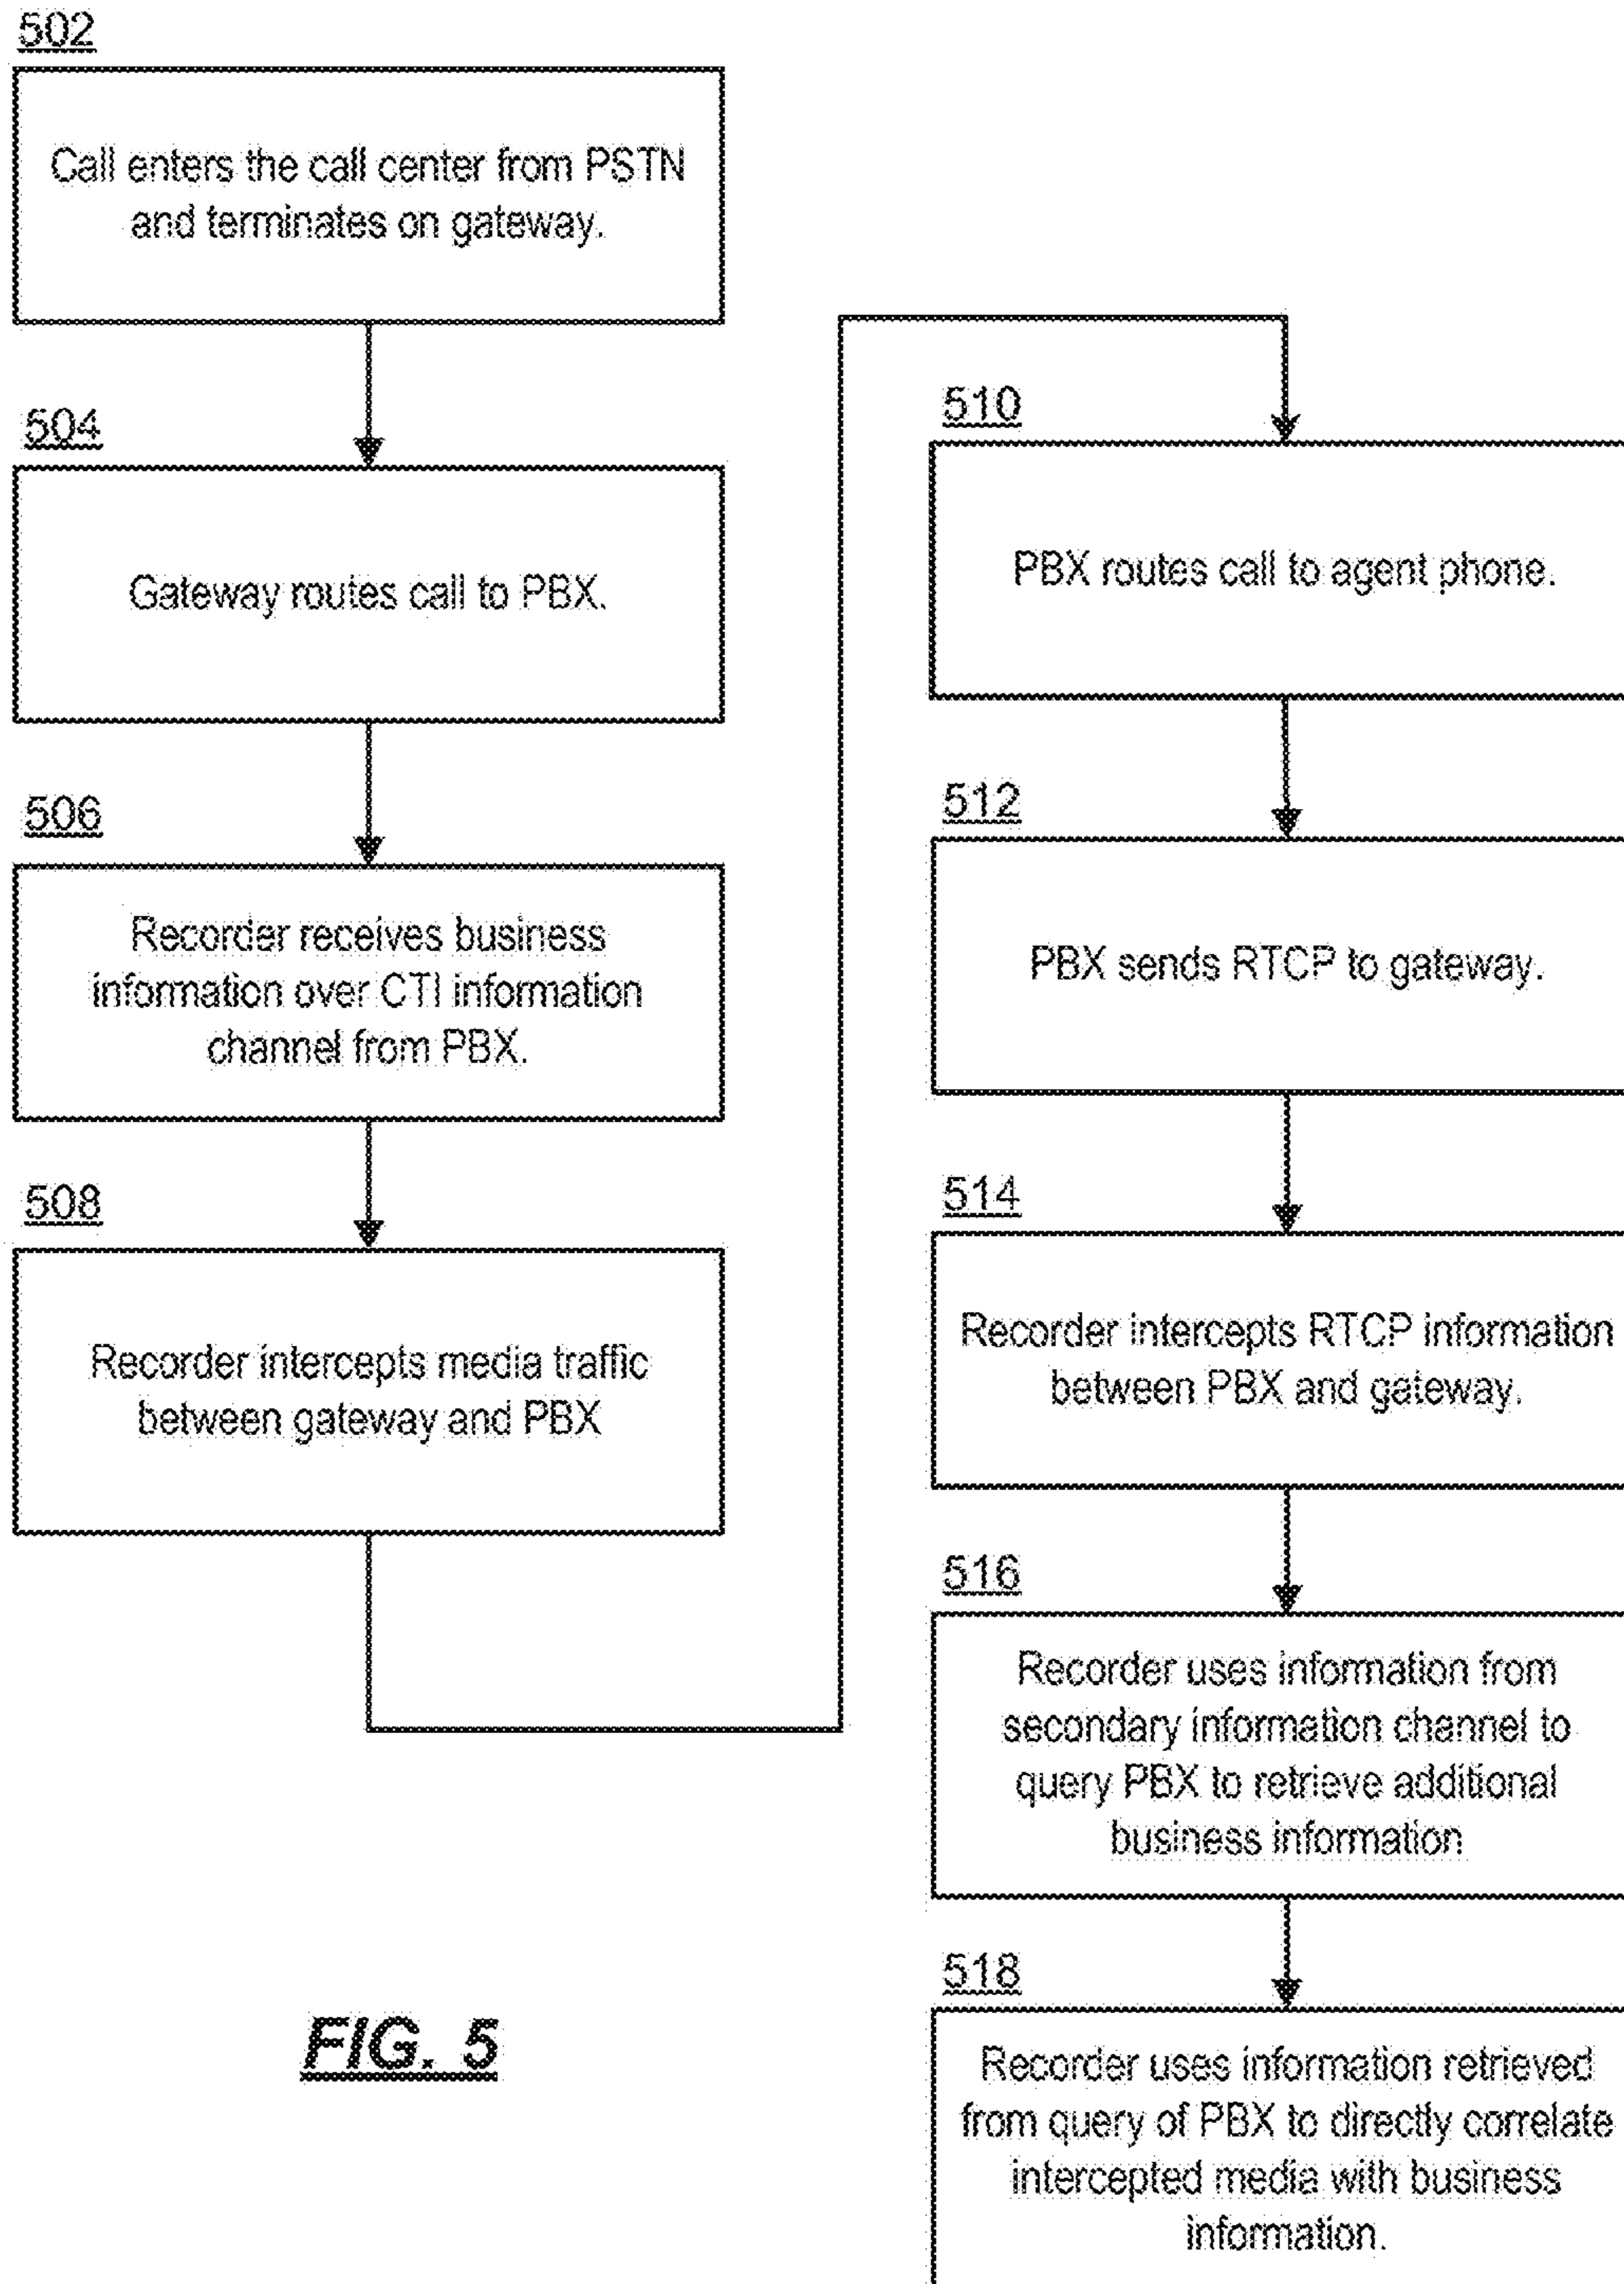 502
Call enters the call center from PSTN
and terminates on gateway.
504
Gateway routes call to PBX.
506
Recorder receives business
information over CTI information
channel from PBX.
508
Recorder intercepts media traffic
between gateway and PBX
510
PBX routes call to agent phone.
512
PBX sends RTCP to gateway.
514
Recorder intercepts RTCP information
between PBX and gateway.
516
Recorder uses information from
secondary information channel to
query PBX to retrieve additional
business information
518
Recorder uses information retrieved
from query of PBX to directly correlate
intercepted media with business
information.
FIG. 5